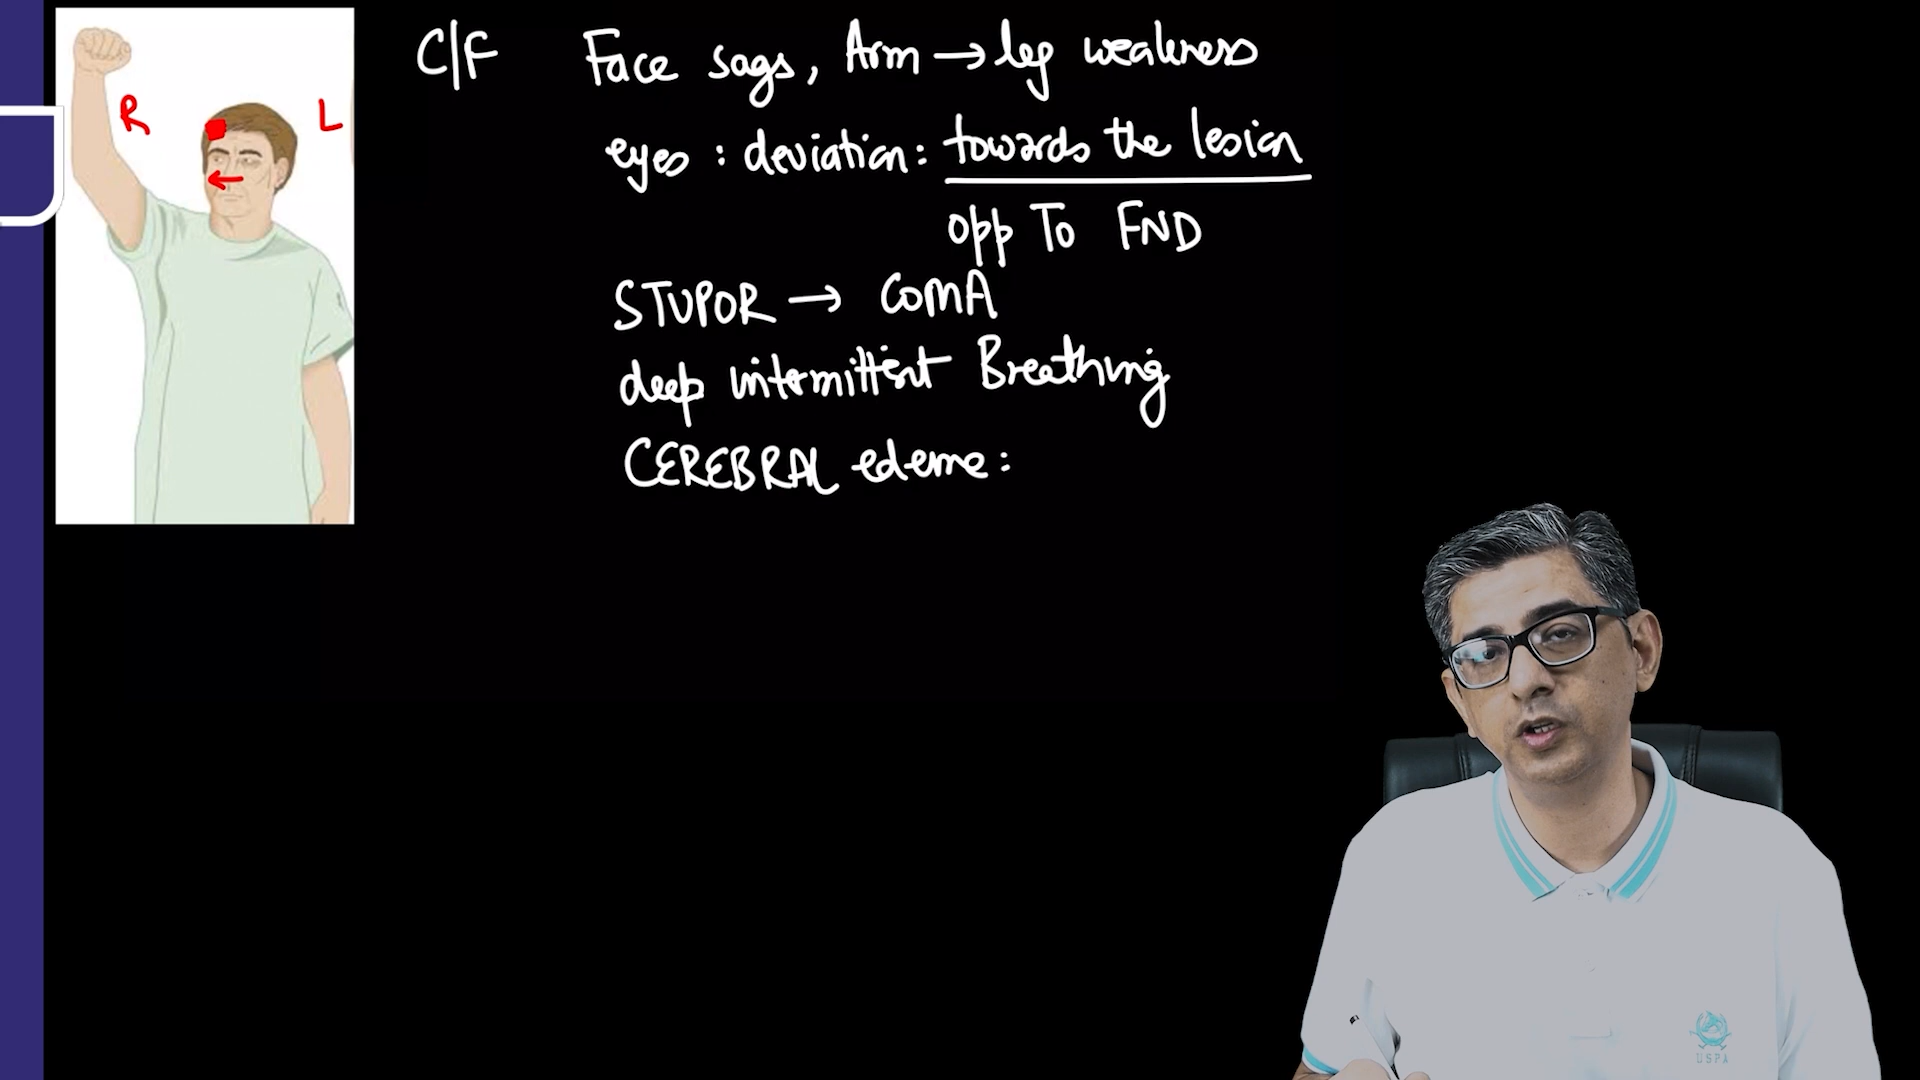 C/F Face sags, Arm → leg weakness
R L
eyes : deviation: towards the lesion
opp To FND
STUPOR → COMA
deep intermittent Breathing
CEREBRAL edema:
USPA